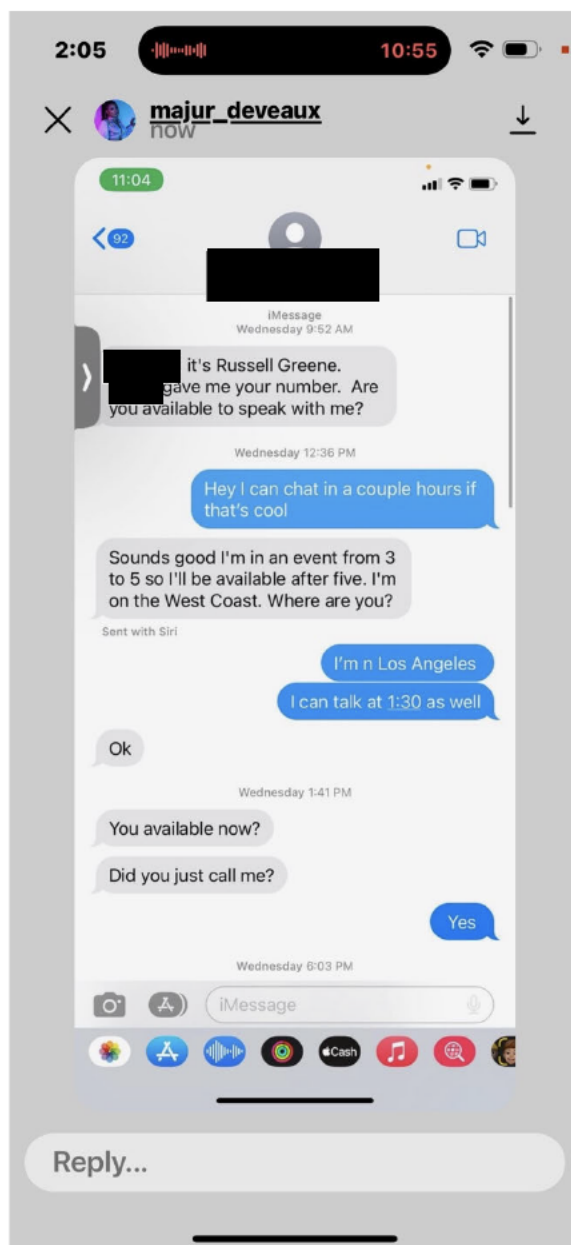 2:05
10:55
majur_deveaux
now
11:04
92
iMessage
Wednesday 9:52 AM
it's Russell Greene.
gave me your number. Are
you available to speak with me?
Wednesday 12:36 PM
Hey I can chat in a couple hours if
that's cool
Sounds good I'm in an event from 3
to 5 so I'll be available after five. I'm
on the West Coast. Where are you?
Sent with Siri
I'm n Los Angeles
I can talk at 1:30 as well
Ok
Wednesday 1:41 PM
You available now?
Did you just call me?
Yes
Wednesday 6:03 PM
iMessage
Cash
Reply...